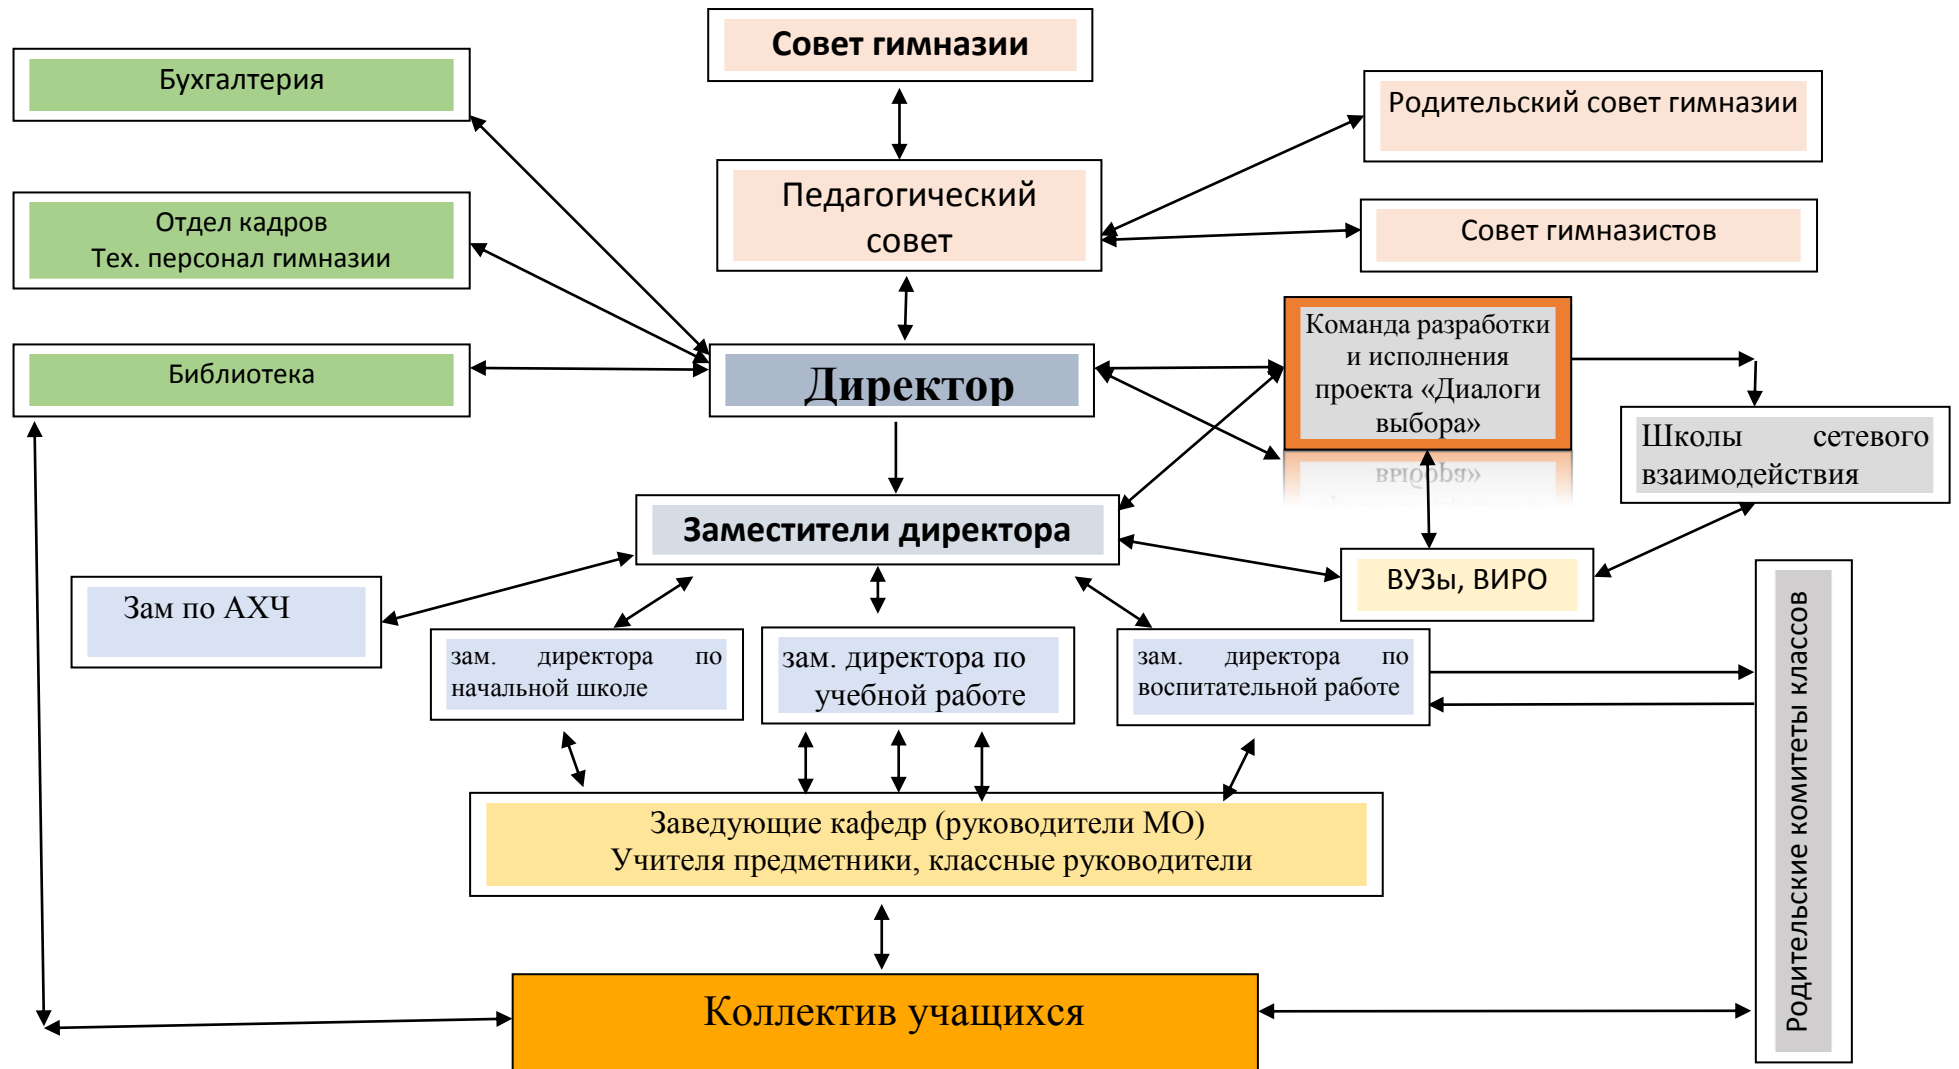 Совет гимназии
Бухгалтерия
Родительский совет гимназии
Педагогический
совет
Отдел кадров
Тех. персонал гимназии
Совет гимназистов
Команда разработки
и исполнения
проекта «Диалоги
выбора»
Библиотека
Директор
Школы сетевого
взаимодействия
Заместители директора
ВУЗы, ВИРО
Зам по АХЧ
зам. директора по
начальной школе
зам. директора по
учебной работе
зам. директора по
воспитательной работе
Родительские комитеты классов
Заведующие кафедр (руководители МО)
Учителя предметники, классные руководители
Коллектив учащихся